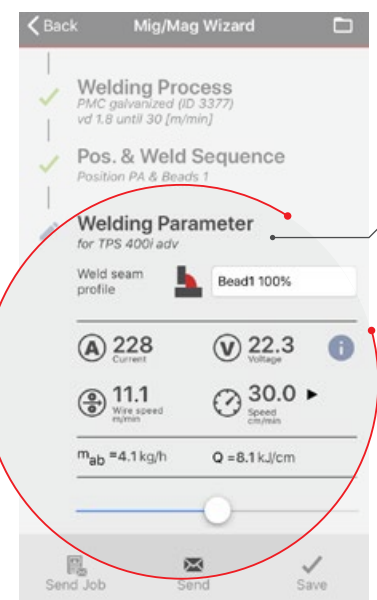 Back Mig/Mag Wizard
Welding Process
PMC galvanized (ID 3377)
vd 1.8 until 30 [m/min]
Pos. & Weld Sequence
Position PA & Beads 1
Welding Parameter
for TPS 400i adv
Weld seam
profile
Bead1 100%
A 228 V 22.3 i
Current Voltage
11.1 30.0
Wire speed Speed
m/min cm/min
mab =4.1 kg/h Q =8.1 kJ/cm
Send Job Send Save